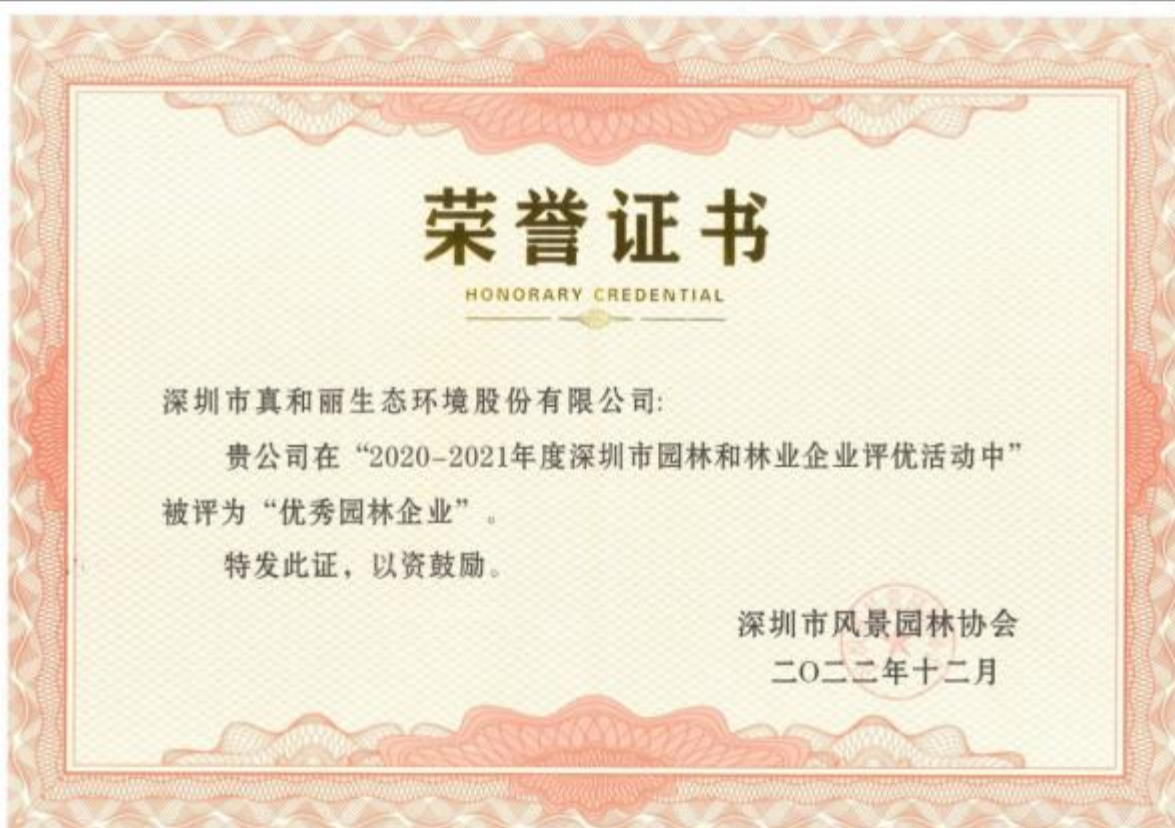 荣誉证书
HONORARY CREDENTIAL
深圳市真和丽生态环境股份有限公司:
贵公司在“2020-2021年度深圳市园林和林业企业评优活动中”
被评为“优秀园林企业”。
特发此证，以资鼓励。
深圳市风景园林协会
二〇二二年十二月